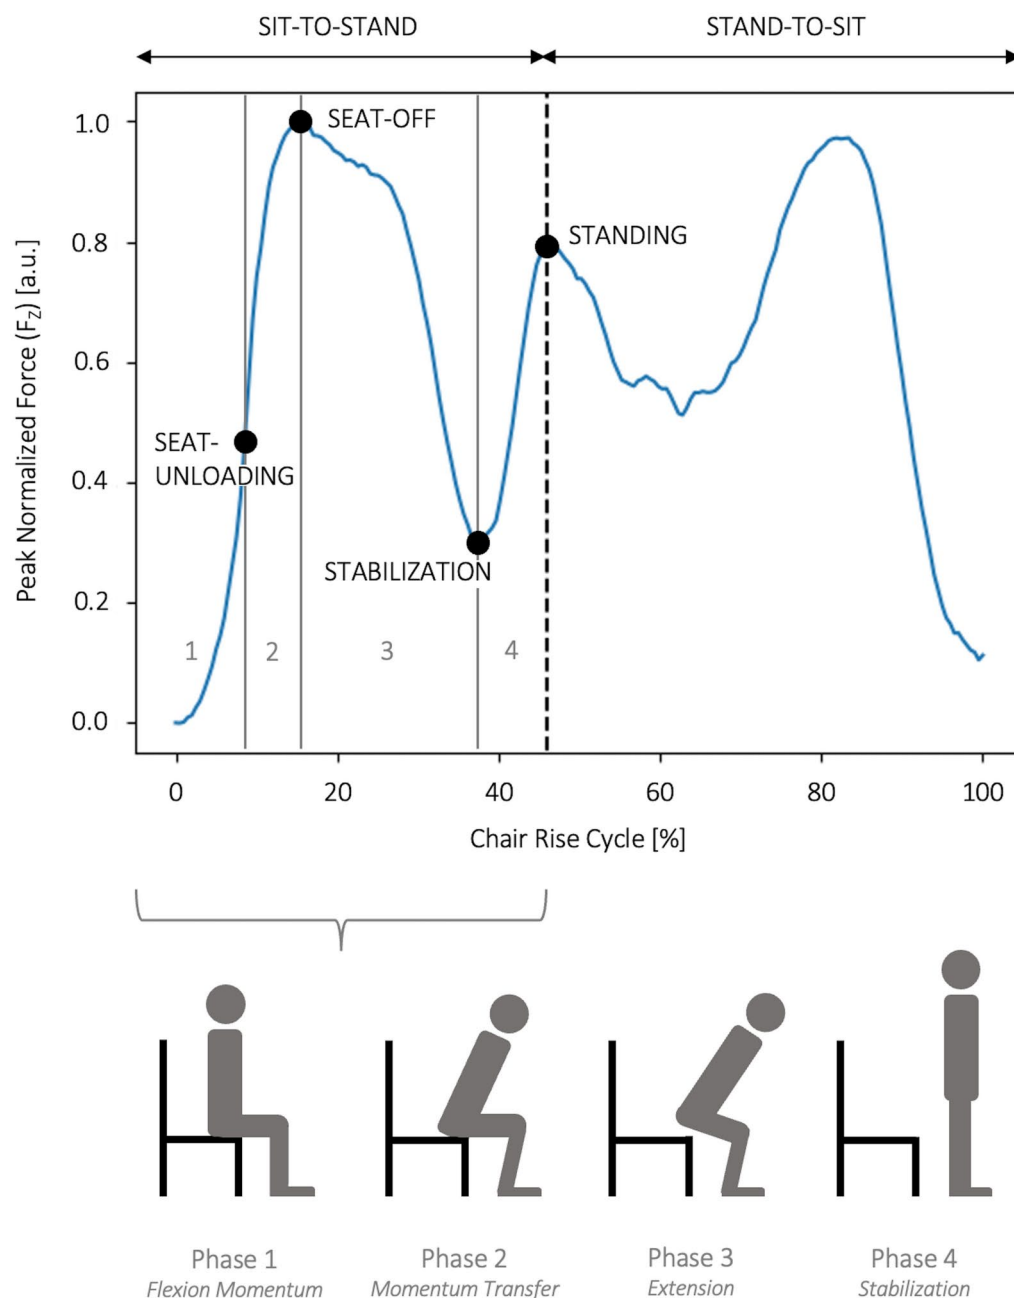 SIT-TO-STAND
STAND-TO-SIT
Peak Normalized Force (FZ) [a.u.]
1.0
0.8
0.6
0.4
0.2
0.0
SEAT-OFF
STANDING
SEAT-
UNLOADING
STABILIZATION
1
2
3
4
0
20
40
60
80
100
Chair Rise Cycle [%]
Phase 1
Flexion Momentum
Phase 2
Momentum Transfer
Phase 3
Extension
Phase 4
Stabilization